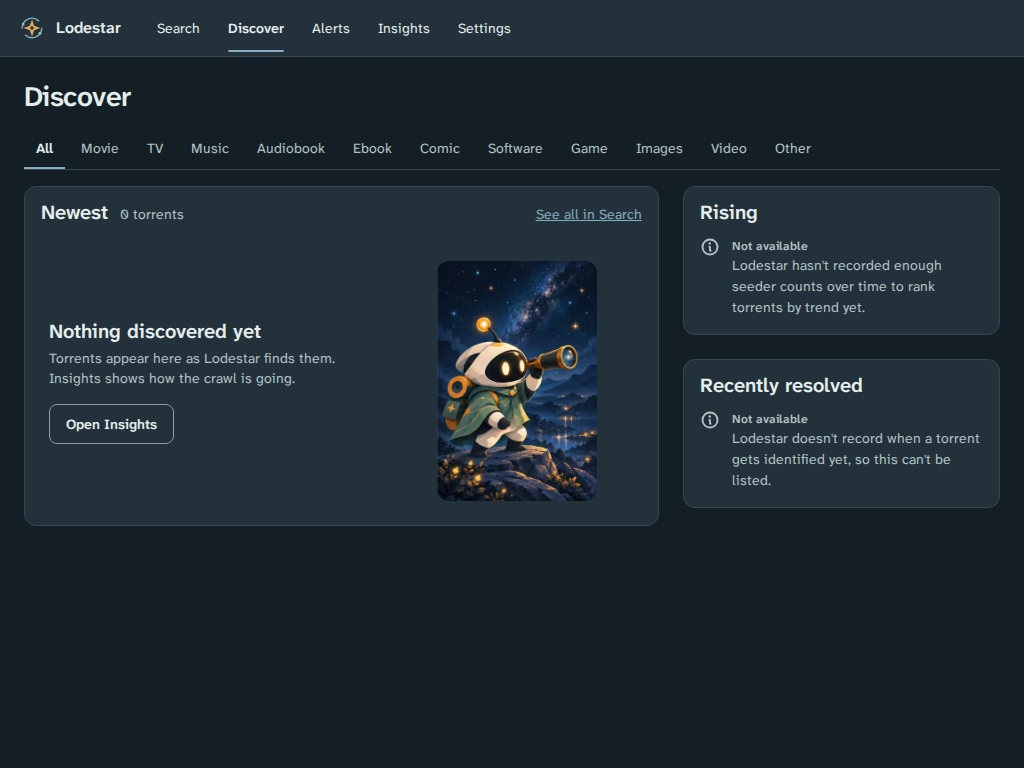 Lodestar
Search
Discover
Alerts
Insights
Settings
Discover
All
Movie
TV
Music
Audiobook
Ebook
Comic
Software
Game
Images
Video
Other
Newest
0 torrents
See all in Search
Nothing discovered yet
Torrents appear here as Lodestar finds them.
Insights shows how the crawl is going.
Open Insights
Rising
Not available
Lodestar hasn't recorded enough
seeder counts over time to rank
torrents by trend yet.
Recently resolved
Not available
Lodestar doesn't record when a torrent
gets identified yet, so this can't be
listed.